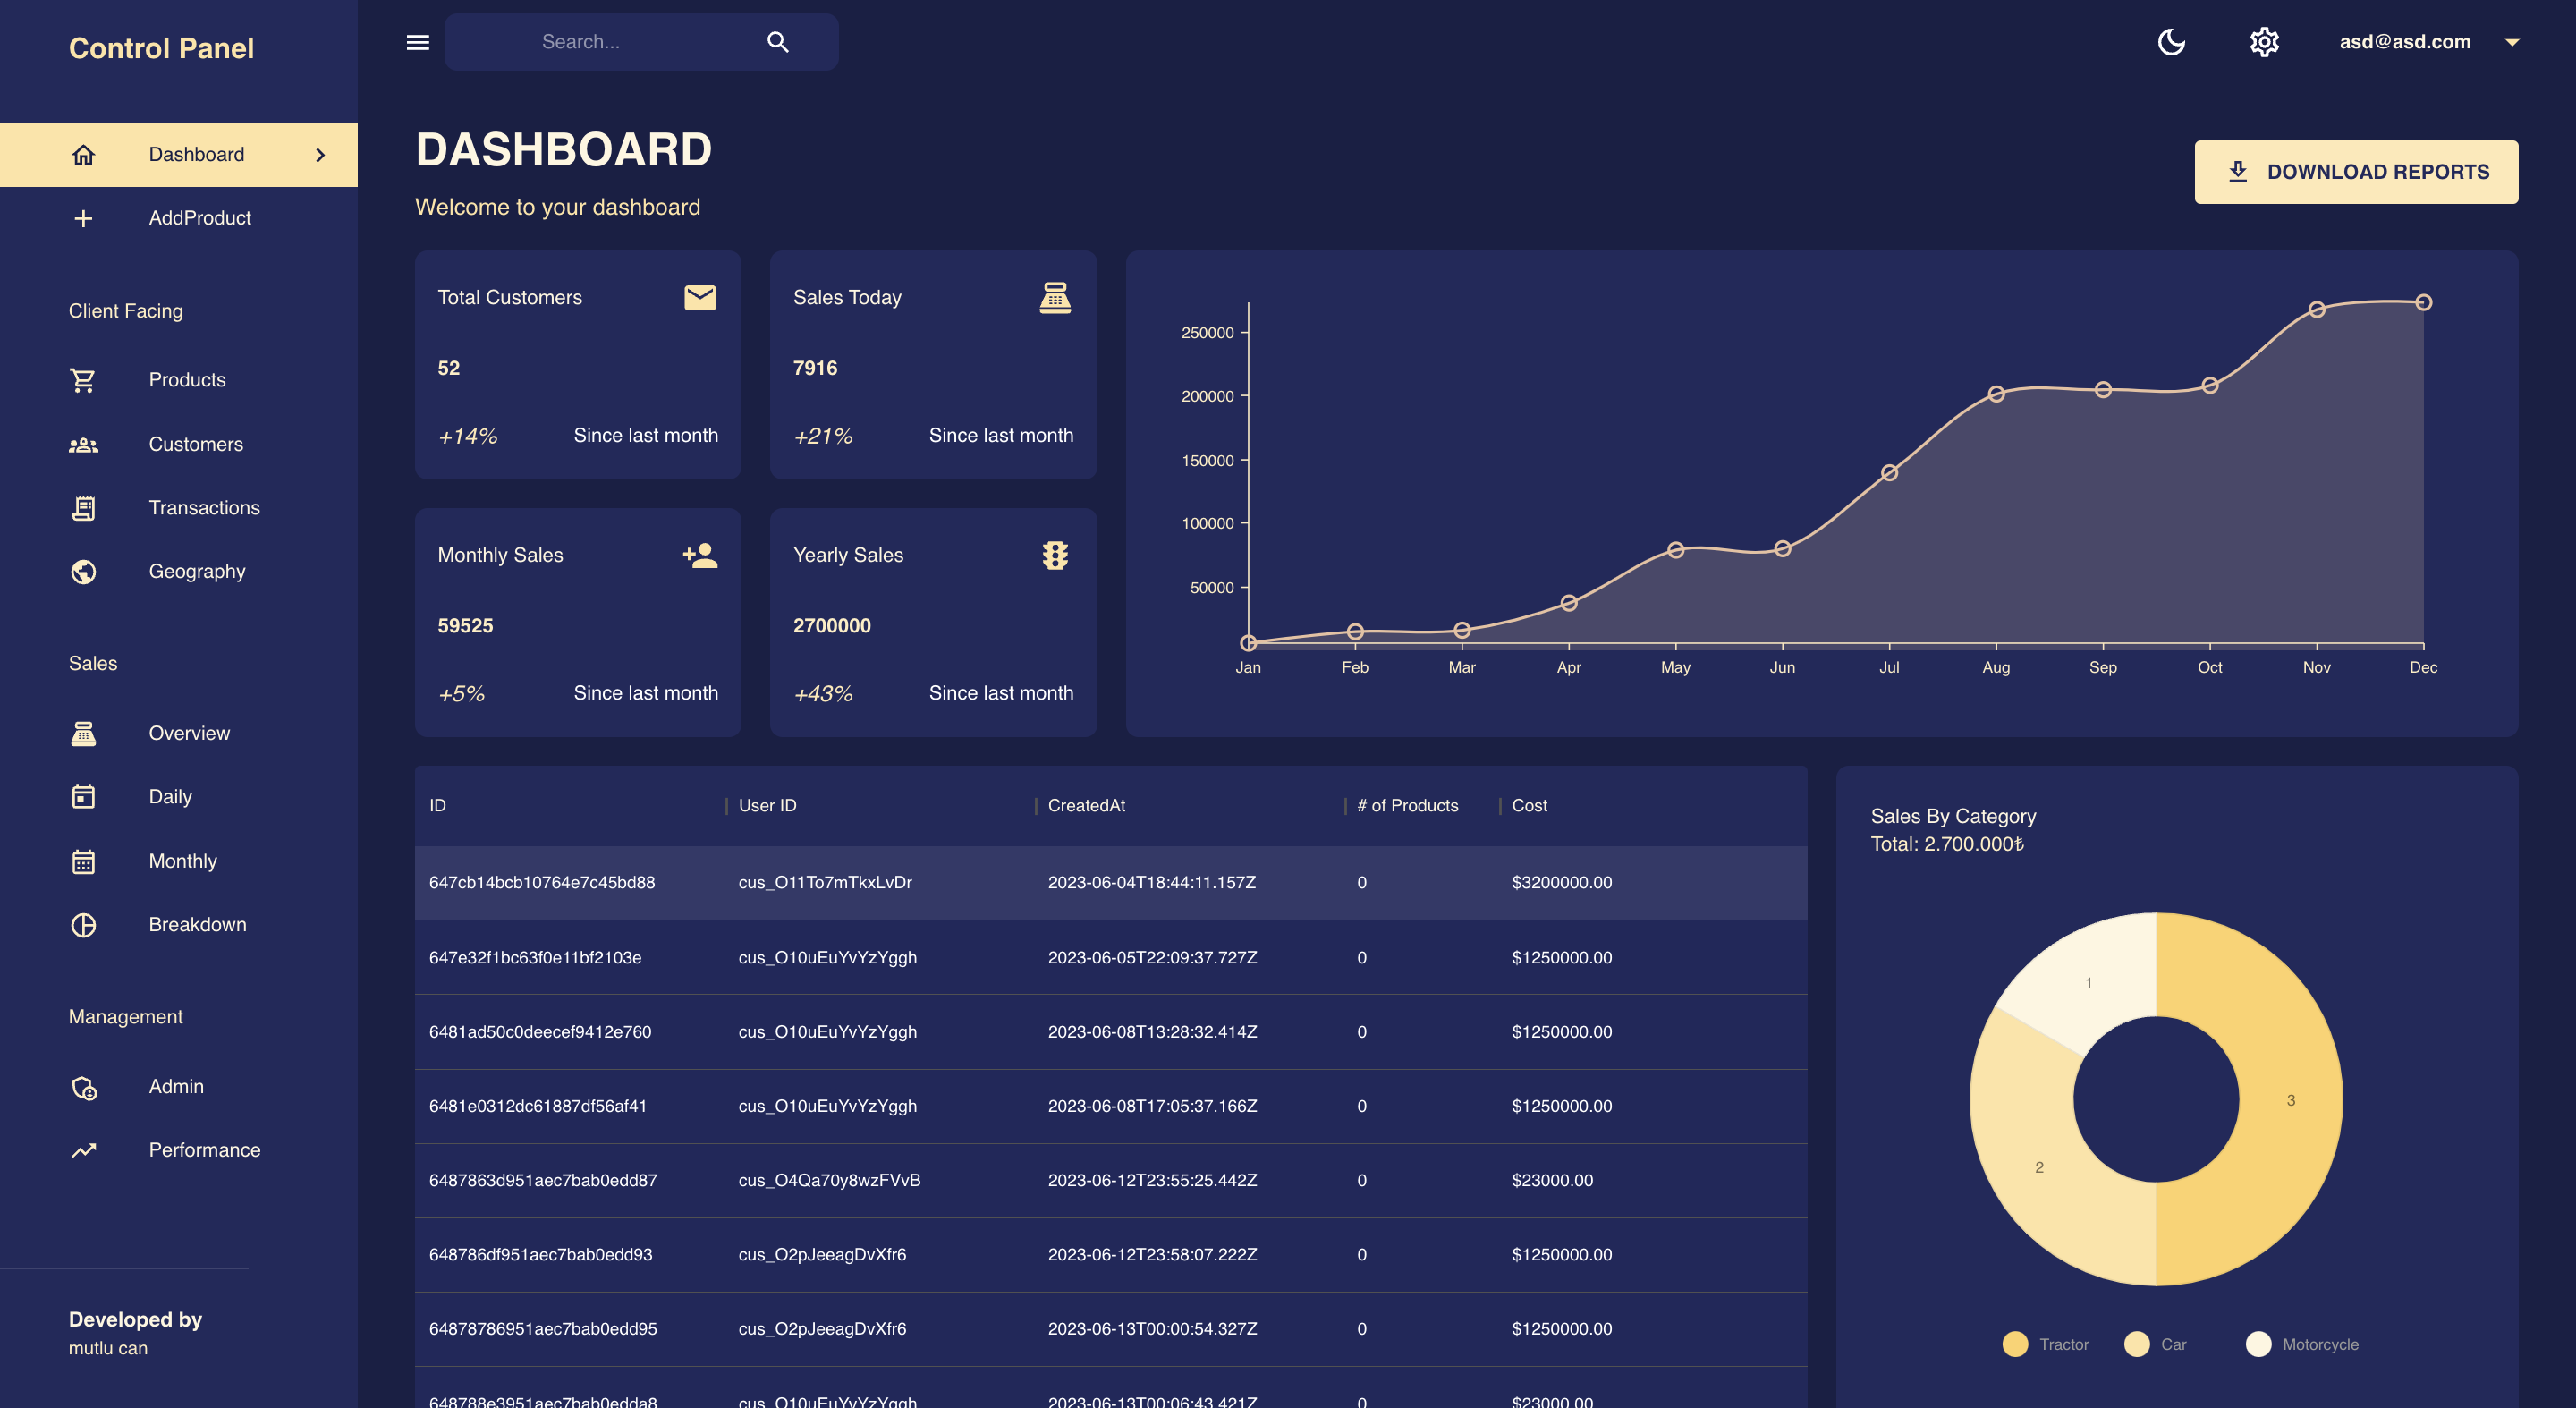 Control Panel
Search...
asd@asd.com
Dashboard
AddProduct
Client Facing
Products
Customers
Transactions
Geography
Sales
Overview
Daily
Monthly
Breakdown
Management
Admin
Performance
Developed by
mutlu can
DASHBOARD
Welcome to your dashboard
DOWNLOAD REPORTS
Total Customers
52
+14% Since last month
Sales Today
7916
+21% Since last month
Monthly Sales
59525
+5% Since last month
Yearly Sales
2700000
+43% Since last month
250000
200000
150000
100000
50000
Jan Feb Mar Apr May Jun Jul Aug Sep Oct Nov Dec
ID User ID CreatedAt # of Products Cost
647cb14bcb10764e7c45bd88 cus_O11To7mTkxLvDr 2023-06-04T18:44:11.157Z 0 $3200000.00
647e32f1bc63f0e11bf2103e cus_O10uEuYvYzYggh 2023-06-05T22:09:37.727Z 0 $1250000.00
6481ad50c0deecef9412e760 cus_O10uEuYvYzYggh 2023-06-08T13:28:32.414Z 0 $1250000.00
6481e0312dc61887df56af41 cus_O10uEuYvYzYggh 2023-06-08T17:05:37.166Z 0 $1250000.00
6487863d951aec7bab0edd87 cus_O4Qa70y8wzFVvB 2023-06-12T23:55:25.442Z 0 $23000.00
648786df951aec7bab0edd93 cus_O2pJeeagDvXfr6 2023-06-12T23:58:07.222Z 0 $1250000.00
64878786951aec7bab0edd95 cus_O2pJeeagDvXfr6 2023-06-13T00:00:54.327Z 0 $1250000.00
648788e3951aec7bab0edda8 cus_O10uEuYvYzYggh 2023-06-13T00:06:43.421Z 0 $23000.00
Sales By Category
Total: 2.700.000₺
1
3
2
Tractor Car Motorcycle